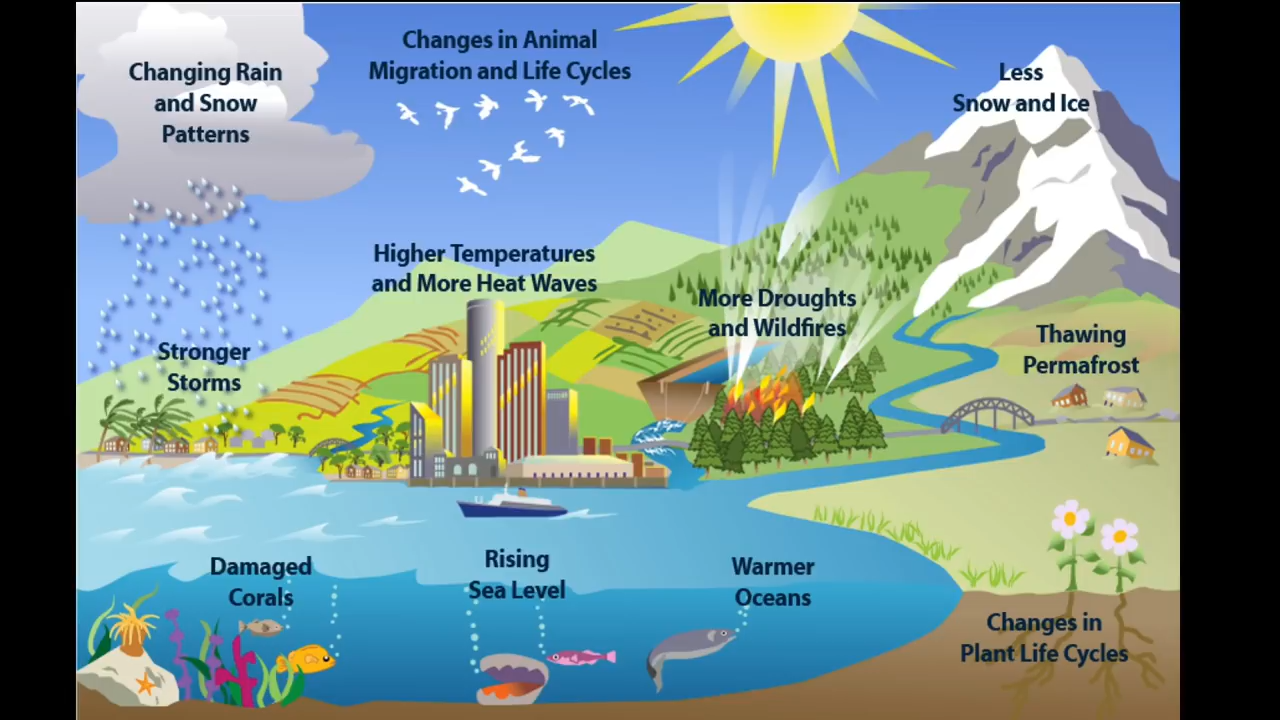 Changes in Animal
Migration and Life Cycles
Changing Rain
and Snow
Patterns
Less
Snow and Ice
Higher Temperatures
and More Heat Waves
More Droughts
and Wildfires
Thawing
Permafrost
Stronger
Storms
Damaged
Corals
Rising
Sea Level
Warmer
Oceans
Changes in
Plant Life Cycles